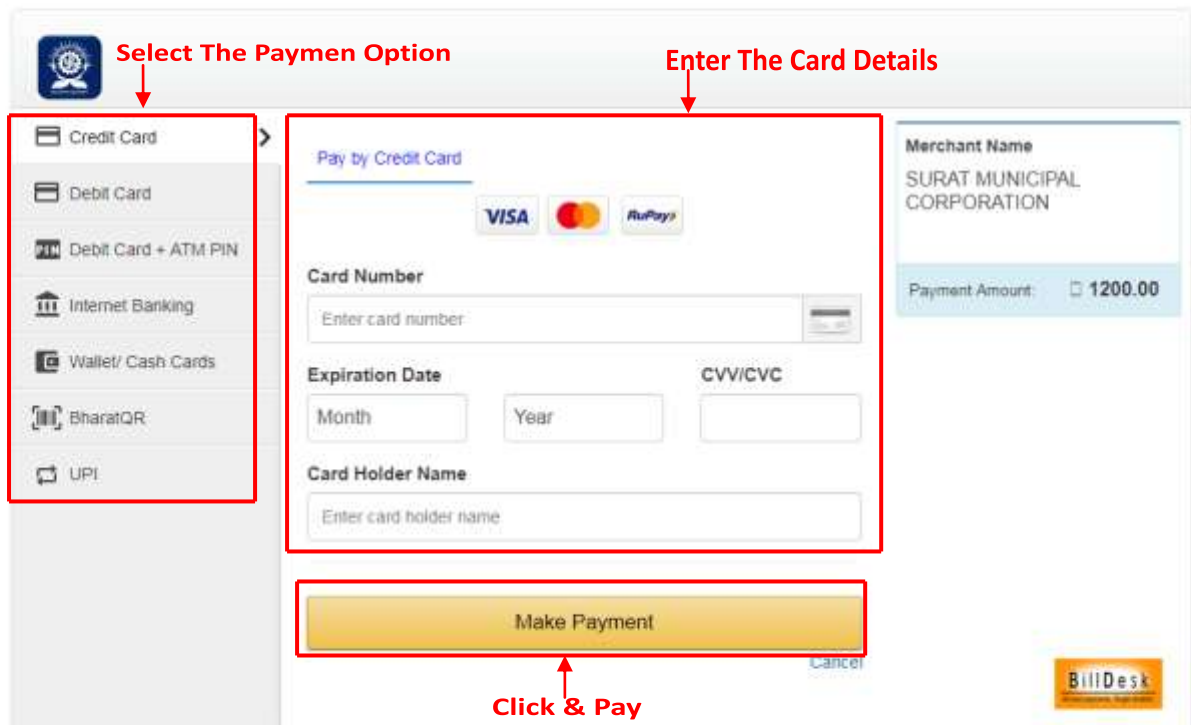 Select The Paymen Option
Enter The Card Details
Credit Card
Debit Card
PIN Debit Card + ATM PIN
Internet Banking
Wallet/ Cash Cards
BharatQR
UPI
Pay by Credit Card
VISA RuPay
Card Number
Enter card number
Expiration Date CVV/CVC
Month Year
Card Holder Name
Enter card holder name
Make Payment
Cancel
Click & Pay
Merchant Name
SURAT MUNICIPAL
CORPORATION
Payment Amount: 1200.00
BillDesk